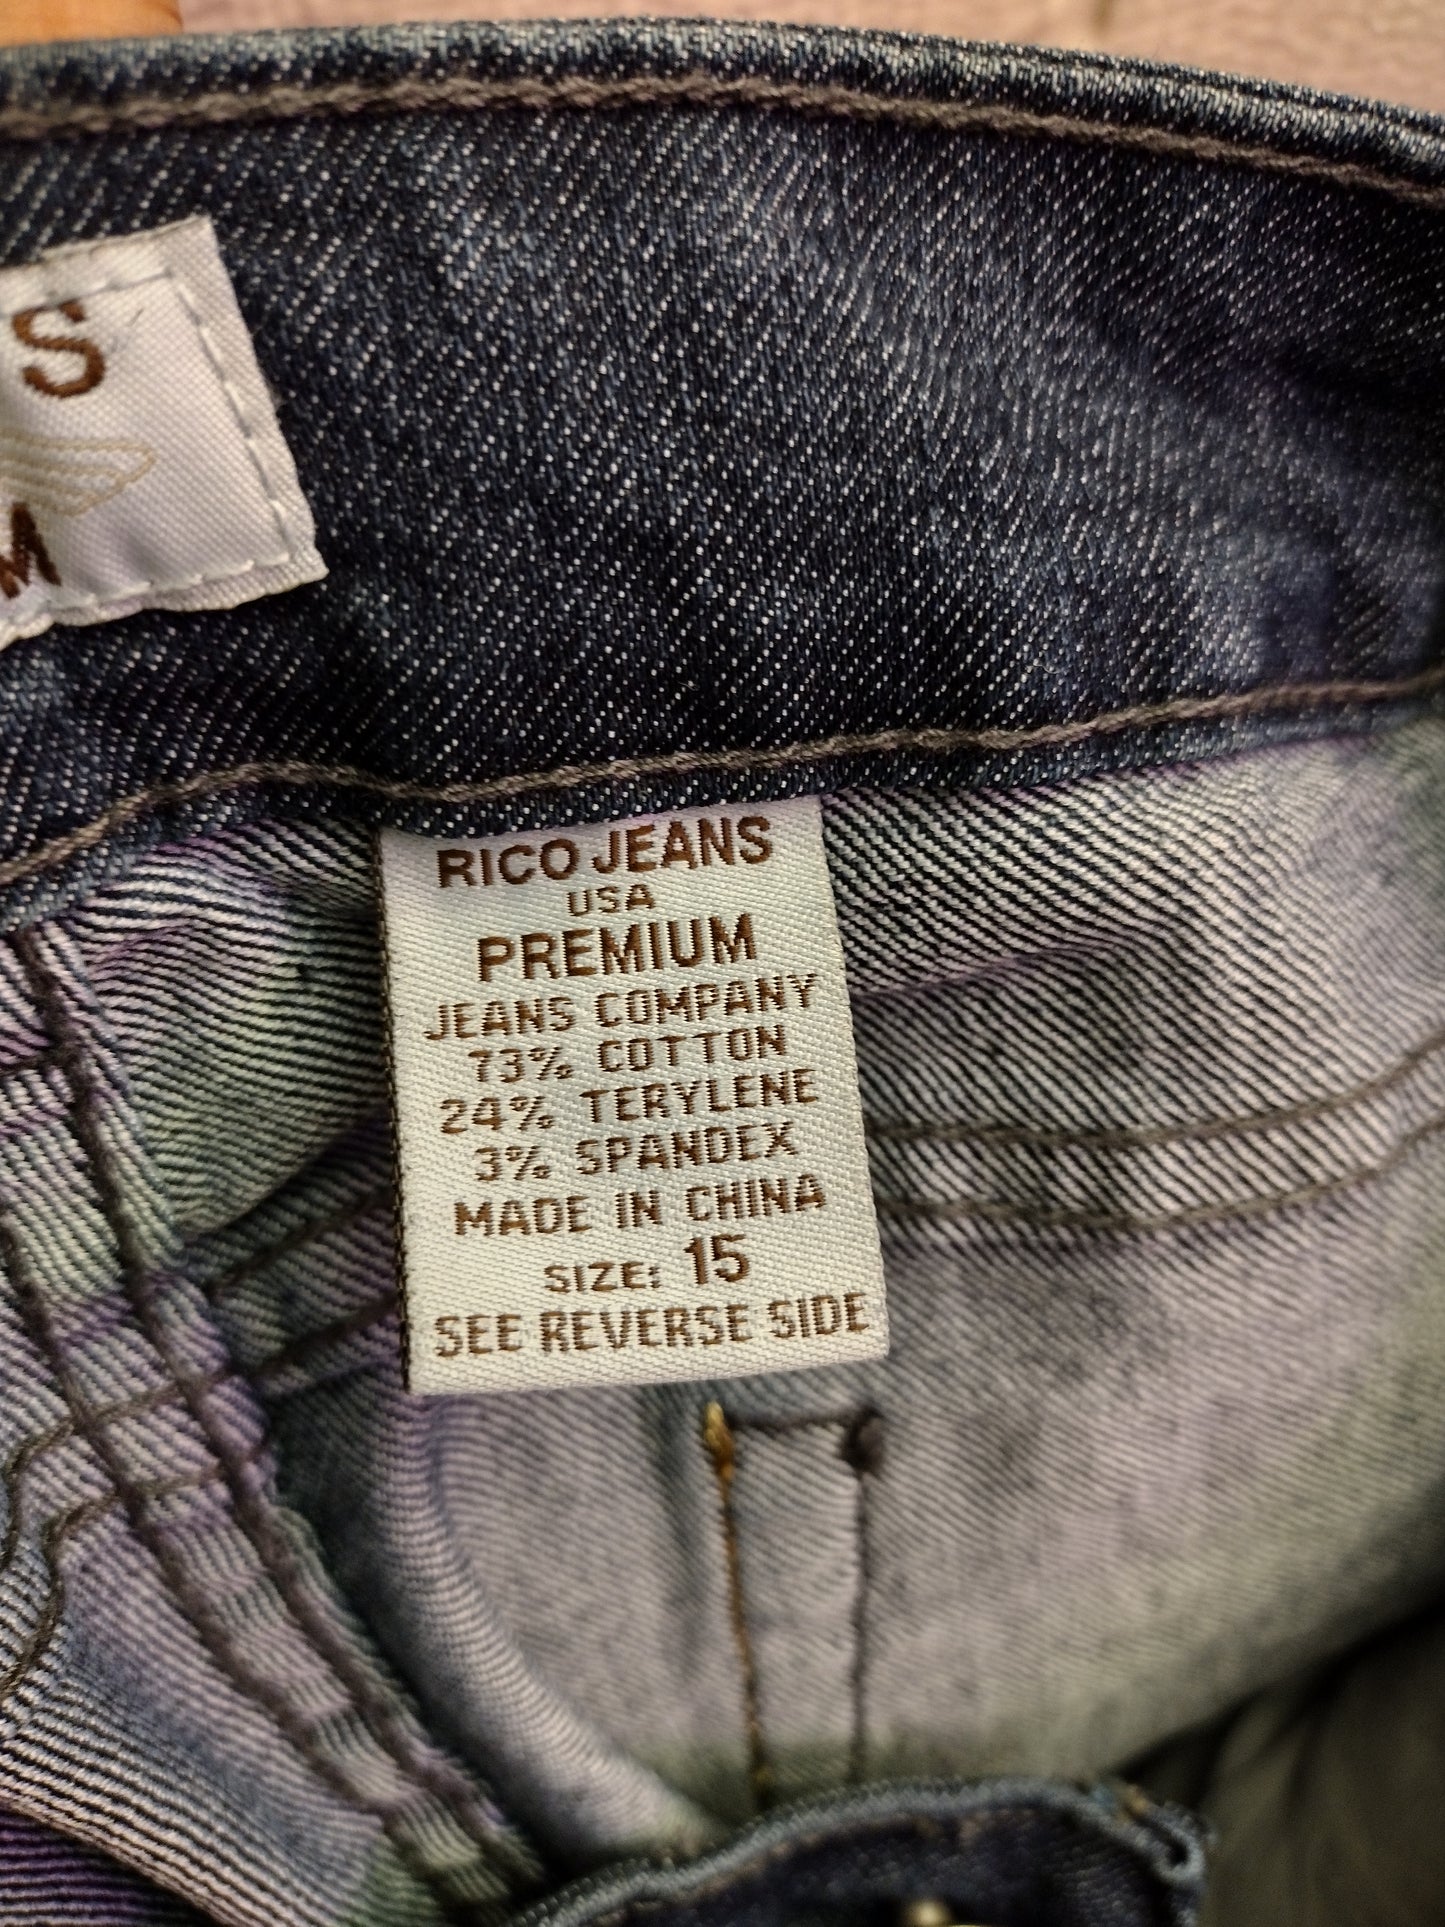 S
M
RICO JEANS
USA
PREMIUM
JEANS COMPANY
73% COTTON
24% TERYLENE
3% SPANDEX
MADE IN CHINA
SIZE: 15
SEE REVERSE SIDE